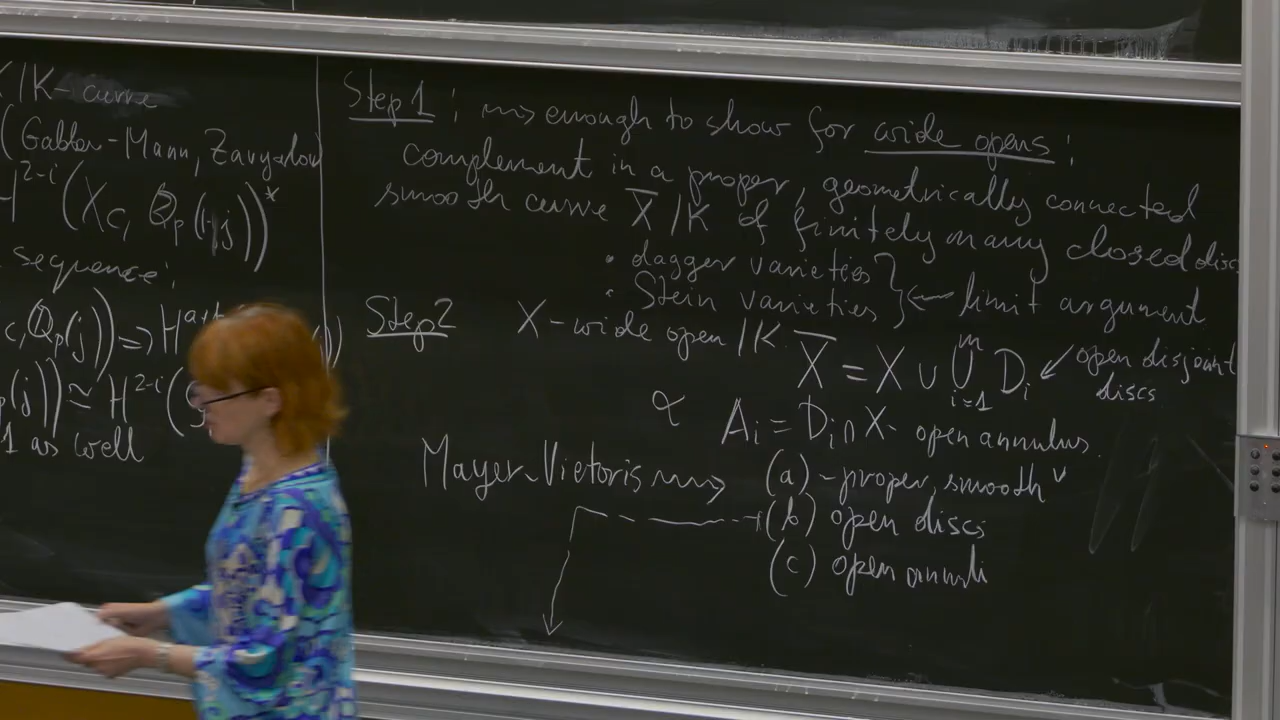 X/K- curve
(Gabber-Mann, Zavyalov
H^{2-i}(X_C, Q_p(-j))^*
sequence:
C, Q_p(j)) => H
p(j)) ≃ H^{2-i}(
1 as well
Step 1 : ⇝ enough to show for wide opens :
complement in a proper, geometrically connected
smooth curve X̄/K of finitely many closed disc
• dagger varieties
• Stein varieties } ← limit argument
Step 2 X-wide open/K. X̄ = X ∪ ⋃_{i=1}^{m} D_i ↙ open disjoint
discs
α A_i = D_i ∩ X- open annulus.
Mayer-Vietoris ⇝ (a) -proper, smooth ✓
(b) open discs
(c) open annuli